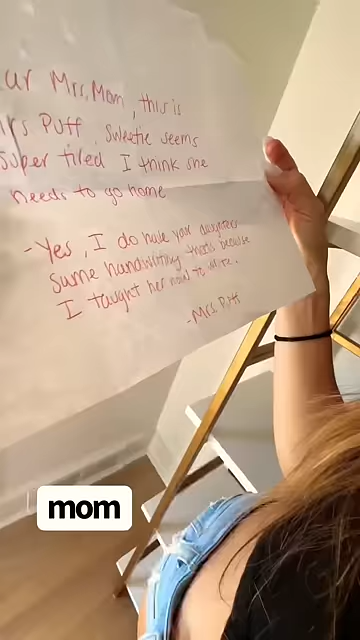 ar Mrs. Mom, this is
rs Puff. Sweetie seems
super tired I think she
needs to go home
- Yes, I do have your daughters
same handwriting thats because
I taught her how to write..
- Mrs. Puff
mom